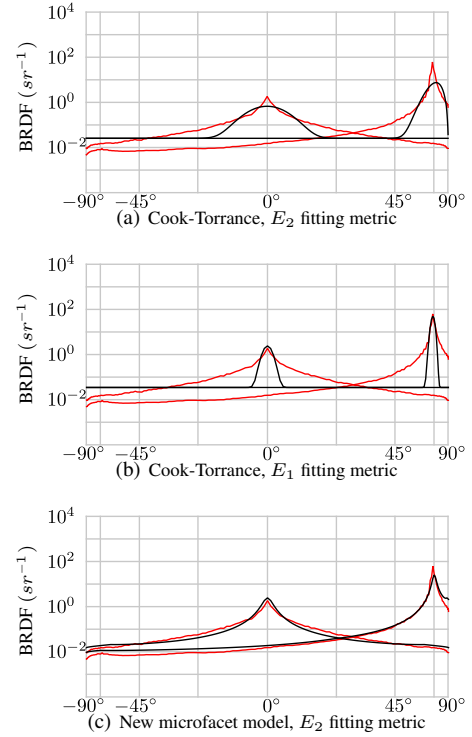 10^4
10^2
10^0
10^−2
BRDF (sr^−1)
−90° −45° 0° 45° 90°
(a) Cook-Torrance, E_2 fitting metric
10^4
10^2
10^0
10^−2
BRDF (sr^−1)
−90° −45° 0° 45° 90°
(b) Cook-Torrance, E_1 fitting metric
10^4
10^2
10^0
10^−2
BRDF (sr^−1)
−90° −45° 0° 45° 90°
(c) New microfacet model, E_2 fitting metric